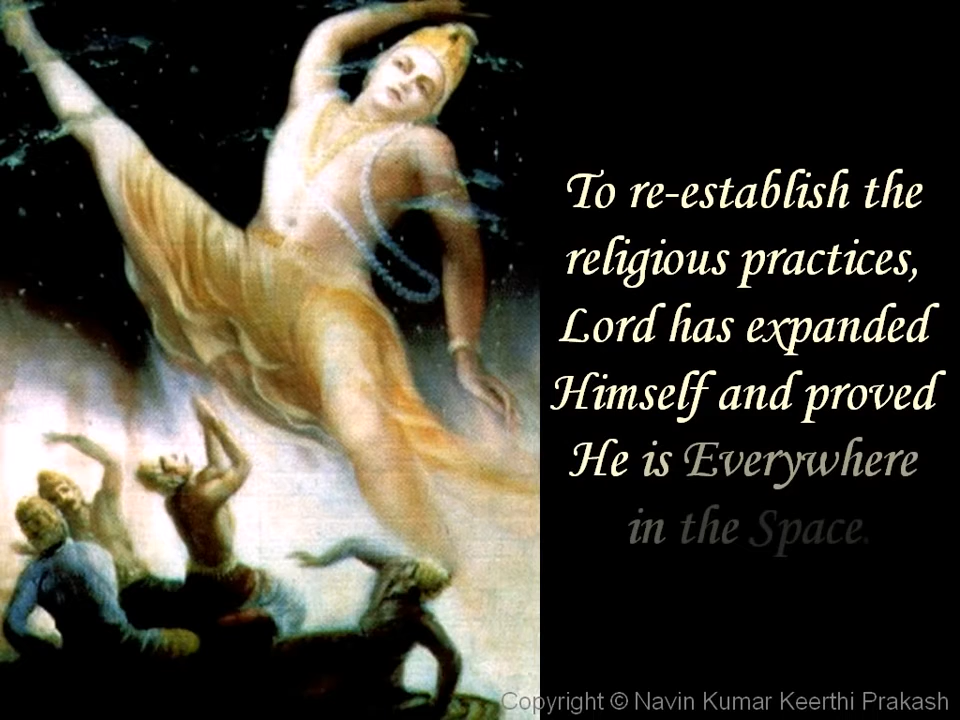 To re-establish the
religious practices,
Lord has expanded
Himself and proved
He is Everywhere
in the Space.
Copyright © Navin Kumar Keerthi Prakash